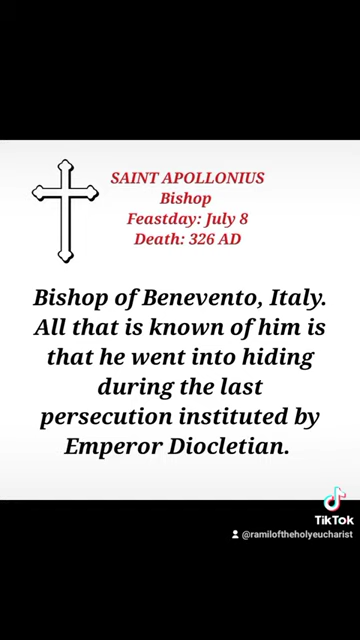 SAINT APOLLONIUS
Bishop
Feastday: July 8
Death: 326 AD
Bishop of Benevento, Italy.
All that is known of him is
that he went into hiding
during the last
persecution instituted by
Emperor Diocletian.
TikTok
@ramiloftheholyeucharist